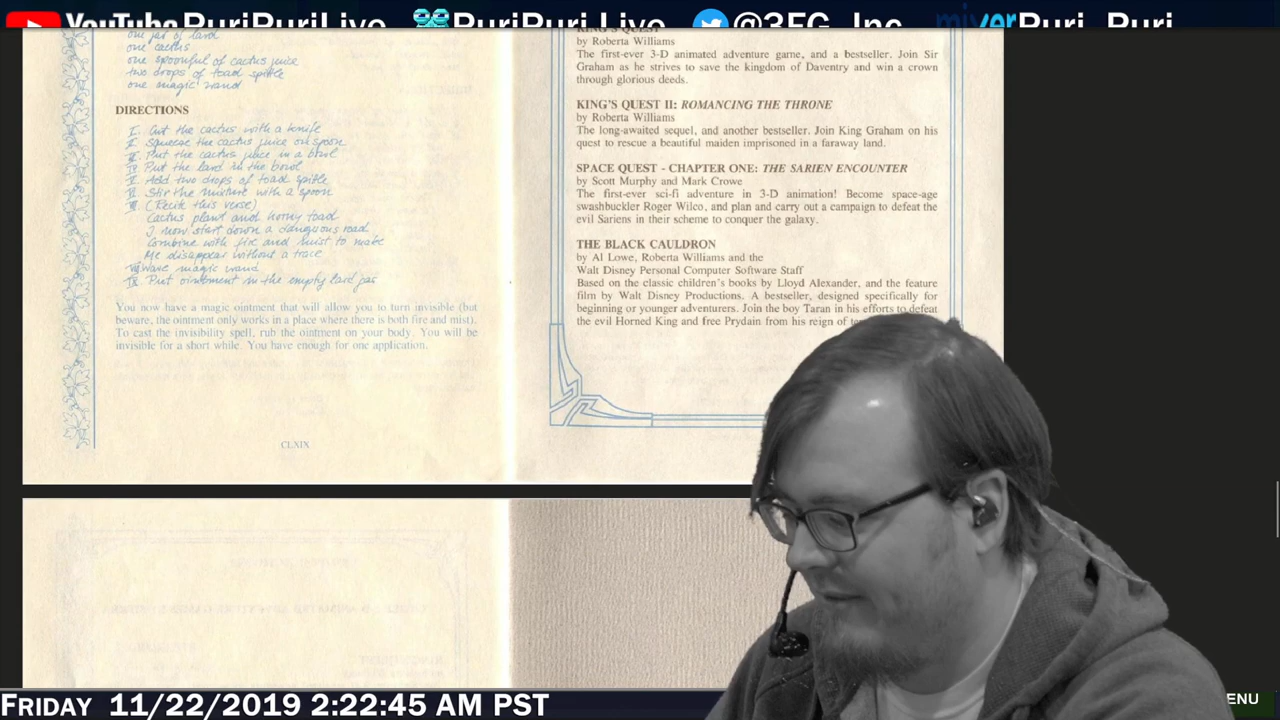 YouTube PuriPuriLive PuriPuri.Live @3FG_Inc mixer Puri_Puri
one jar of lard
one cactus
one spoonful of cactus juice
two drops of toad spittle
one magic wand
DIRECTIONS
I. Cut the cactus with a knife
II. Squeeze the cactus juice on spoon
III. Put the cactus juice in a bowl
IV. Put the lard in the bowl
V. Add two drops of toad spittle
VI. Stir the mixture with a spoon
VII. (Recite this verse)
Cactus plant and horny toad
I now start down a dangerous road
Combine with fire and mist to make
Me disappear without a trace
VIII. Wave magic wand
IX. Put ointment in the empty lard jar
You now have a magic ointment that will allow you to turn invisible (but
beware, the ointment only works in a place where there is both fire and mist).
To cast the invisibility spell, rub the ointment on your body. You will be
invisible for a short while. You have enough for one application.
CLXIX
KING'S QUEST
by Roberta Williams
The first-ever 3-D animated adventure game, and a bestseller. Join Sir
Graham as he strives to save the kingdom of Daventry and win a crown
through glorious deeds.
KING'S QUEST II: ROMANCING THE THRONE
by Roberta Williams
The long-awaited sequel, and another bestseller. Join King Graham on his
quest to rescue a beautiful maiden imprisoned in a faraway land.
SPACE QUEST - CHAPTER ONE: THE SARIEN ENCOUNTER
by Scott Murphy and Mark Crowe
The first-ever sci-fi adventure in 3-D animation! Become space-age
swashbuckler Roger Wilco, and plan and carry out a campaign to defeat the
evil Sariens in their scheme to conquer the galaxy.
THE BLACK CAULDRON
by Al Lowe, Roberta Williams and the
Walt Disney Personal Computer Software Staff
Based on the classic children's books by Lloyd Alexander, and the feature
film by Walt Disney Productions. A bestseller, designed specifically for
beginning or younger adventurers. Join the boy Taran in his efforts to defeat
the evil Horned King and free Prydain from his reign of
FRIDAY 11/22/2019 2:22:45 AM PST
ENU